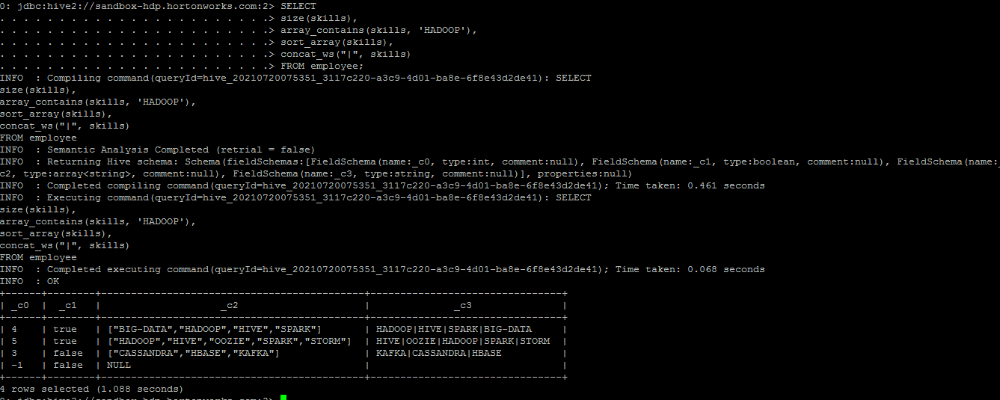 0: jdbc:hive2://sandbox-hdp.hortonworks.com:2> SELECT
. . . . . . . . . . . . . . . . . . . . . . .> size(skills),
. . . . . . . . . . . . . . . . . . . . . . .> array_contains(skills, 'HADOOP'),
. . . . . . . . . . . . . . . . . . . . . . .> sort_array(skills),
. . . . . . . . . . . . . . . . . . . . . . .> concat_ws("|", skills)
. . . . . . . . . . . . . . . . . . . . . . .> FROM employee;
INFO  : Compiling command(queryId=hive_20210720075351_3117c220-a3c9-4d01-ba8e-6f8e43d2de41): SELECT
size(skills),
array_contains(skills, 'HADOOP'),
sort_array(skills),
concat_ws("|", skills)
FROM employee
INFO  : Semantic Analysis Completed (retrial = false)
INFO  : Returning Hive schema: Schema(fieldSchemas:[FieldSchema(name:_c0, type:int, comment:null), FieldSchema(name:_c1, type:boolean, comment:null), FieldSchema(name:_
c2, type:array<string>, comment:null), FieldSchema(name:_c3, type:string, comment:null)], properties:null)
INFO  : Completed compiling command(queryId=hive_20210720075351_3117c220-a3c9-4d01-ba8e-6f8e43d2de41); Time taken: 0.461 seconds
INFO  : Executing command(queryId=hive_20210720075351_3117c220-a3c9-4d01-ba8e-6f8e43d2de41): SELECT
size(skills),
array_contains(skills, 'HADOOP'),
sort_array(skills),
concat_ws("|", skills)
FROM employee
INFO  : Completed executing command(queryId=hive_20210720075351_3117c220-a3c9-4d01-ba8e-6f8e43d2de41); Time taken: 0.068 seconds
INFO  : OK
+------+--------+--------------------------------------------+--------------------------------+
| _c0  |  _c1   |                    _c2                     |              _c3               |
+------+--------+--------------------------------------------+--------------------------------+
| 4    | true   | ["BIG-DATA","HADOOP","HIVE","SPARK"]       | HADOOP|HIVE|SPARK|BIG-DATA     |
| 5    | true   | ["HADOOP","HIVE","OOZIE","SPARK","STORM"]  | HIVE|OOZIE|HADOOP|SPARK|STORM  |
| 3    | false  | ["CASSANDRA","HBASE","KAFKA"]              | KAFKA|CASSANDRA|HBASE          |
| -1   | false  | NULL                                       |                                |
+------+--------+--------------------------------------------+--------------------------------+
4 rows selected (1.088 seconds)
0: jdbc:hive2://sandbox-hdp.hortonworks.com:2>